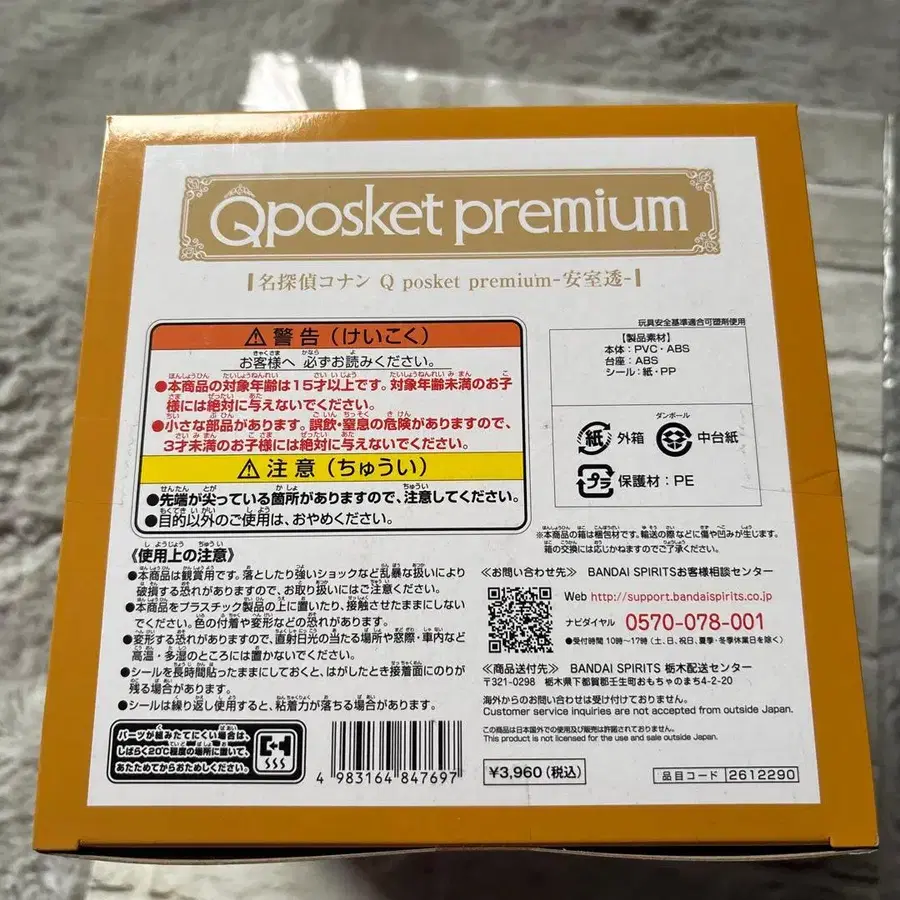 Qposket premium
名探偵コナン Q posket premium-安室透-
⚠警告(けいこく)
お客様へ 必ずお読みください。
●本商品の対象年齢は15才以上です。対象年齢未満のお子
様には絶対に与えないでください。
●小さな部品があります。誤飲・窒息の危険がありますので、
3才未満のお子様には絶対に与えないでください。
⚠注意(ちゅうい)
●先端が尖っている箇所がありますので、注意してください。
●目的以外のご使用は、おやめください。
《使用上の注意》
●本商品は観賞用です。落としたり強いショックなど乱暴な扱いにより
破損する恐れがありますので、お取り扱いにはご注意ください。
●本商品をプラスチック製品の上に置いたり、接触させたままにしない
でください。色の付着や変形などの恐れがあります。
●変形する恐れがありますので、直射日光の当たる場所や窓際・車内など
高温・多湿のところには置かないでください。
●シールを長時間貼ったままにしておくと、はがしたとき接着面にのりが
残る場合があります。
●シールは繰り返し使用すると、粘着力が落ちる場合があります。
パーツが組みたてにくい場合は、
しばらく20℃程度の場所に置いて、
あたためてからおためしください。
4 983164 847697
玩具安全基準適合可塑剤使用
【製品素材】
本体:PVC・ABS
台座:ABS
シール:紙・PP
紙 外箱
ダンボール
中台紙
プラ 保護材:PE
※本商品の箱は梱包材です。輸送の際などに傷や凹みが生じます。
箱の交換には応じかねますのでご了承ください。
≪お問い合わせ先≫ BANDAI SPIRITSお客様相談センター
Web http://support.bandaispirits.co.jp
ナビダイヤル 0570-078-001
●受付時間 10時〜17時(土、日、祝日、夏季・冬季休業日を除く)
≪商品送付先≫ BANDAI SPIRITS 栃木配送センター
〒321-0298 栃木県下都賀郡壬生町おもちゃのまち4-2-20
海外からのお問い合わせは受け付けておりません。
Customer service inquiries are not accepted from outside Japan.
この商品は日本国外での使用及び販売は許諾されておりません。
This product is not licensed for the use and sale outside Japan.
¥3,960(税込)
品目コード 2612290